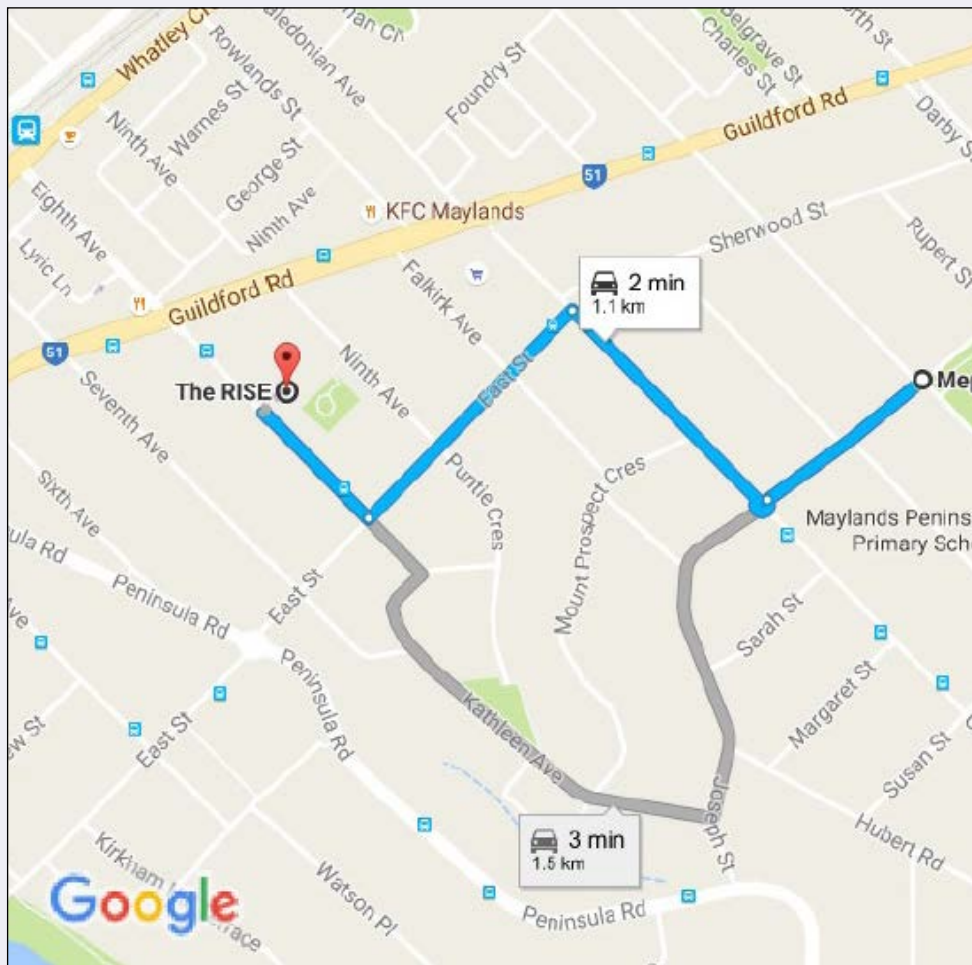 Whatley Cr
Rowlands St
Caledonian Ave
Foundry St
Belgrave St
Charles St
Darby St
Ninth Ave
Warnes St
George St
Ninth Ave
Guildford Rd
51
Eighth Ave
KFC Maylands
Sherwood St
Rupert St
Lyric Ln
Guildford Rd
Falkirk Ave
2 min
1.1 km
51
The RISE
Ninth Ave
East St
Mep
Seventh Ave
Sixth Ave
Puntie Cres
Mount Prospect Cres
Maylands Penins
Primary Scho
ula Rd
Peninsula Rd
East St
Sarah St
Margaret St
Peninsula Rd
Kathleen Ave
Susan St
East St
ew St
Joseph St
Hubert Rd
3 min
1.5 km
Kirkham
race
Watson Pl
Google
Peninsula Rd